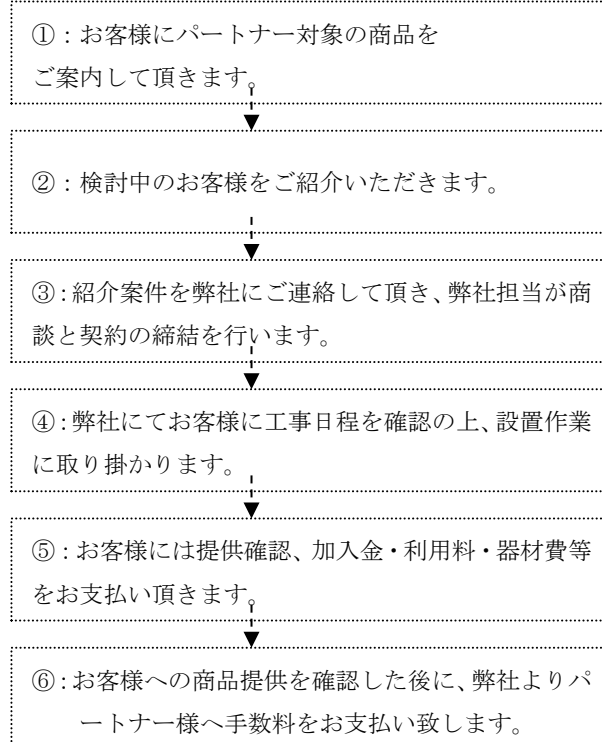 ①：お客様にパートナー対象の商品を
ご案内して頂きます。
②：検討中のお客様をご紹介いただきます。
③：紹介案件を弊社にご連絡して頂き、弊社担当が商
談と契約の締結を行います。
④：弊社にてお客様に工事日程を確認の上、設置作業
に取り掛かります。
⑤：お客様には提供確認、加入金・利用料・器材費等
をお支払い頂きます。
⑥：お客様への商品提供を確認した後に、弊社よりパ
ートナー様へ手数料をお支払い致します。